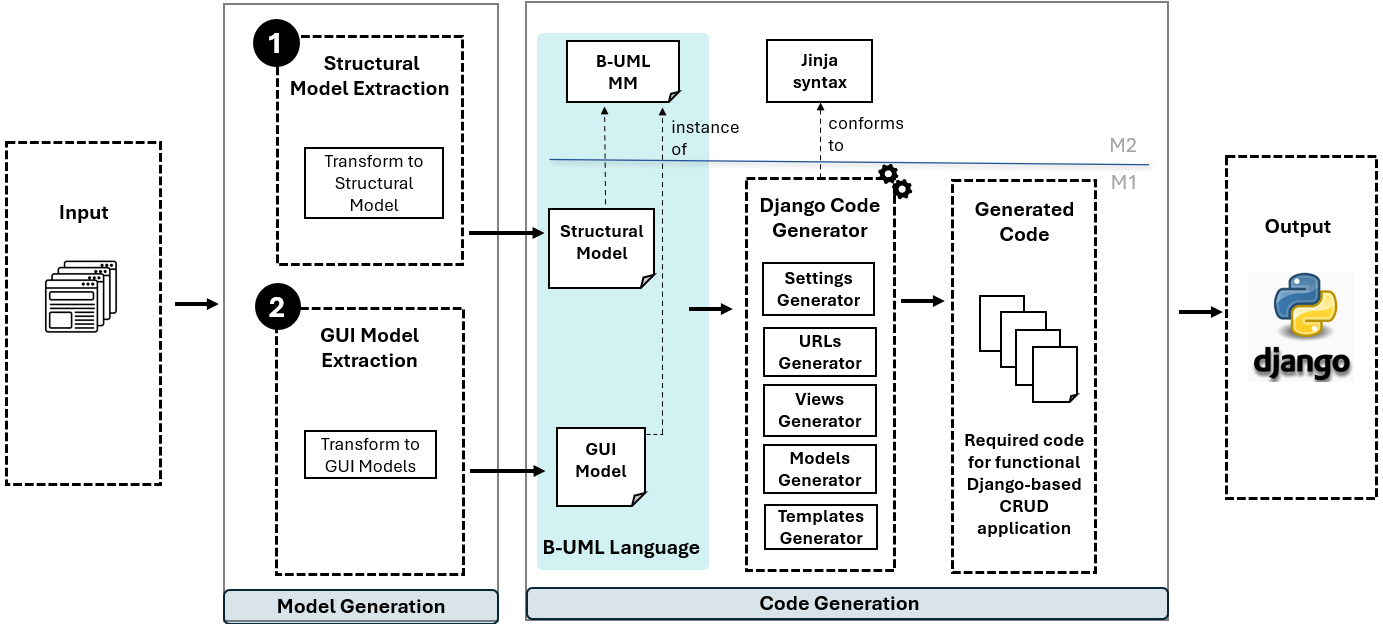 Input
1
Structural
Model Extraction
Transform to
Structural
Model
2
GUI Model
Extraction
Transform to
GUI Models
Model Generation
B-UML
MM
instance
of
Structural
Model
GUI
Model
B-UML Language
Jinja
syntax
conforms
to
M2
M1
Django Code
Generator
Settings
Generator
URLs
Generator
Views
Generator
Models
Generator
Templates
Generator
Generated
Code
Required code
for functional
Django-based
CRUD
application
Code Generation
Output
django